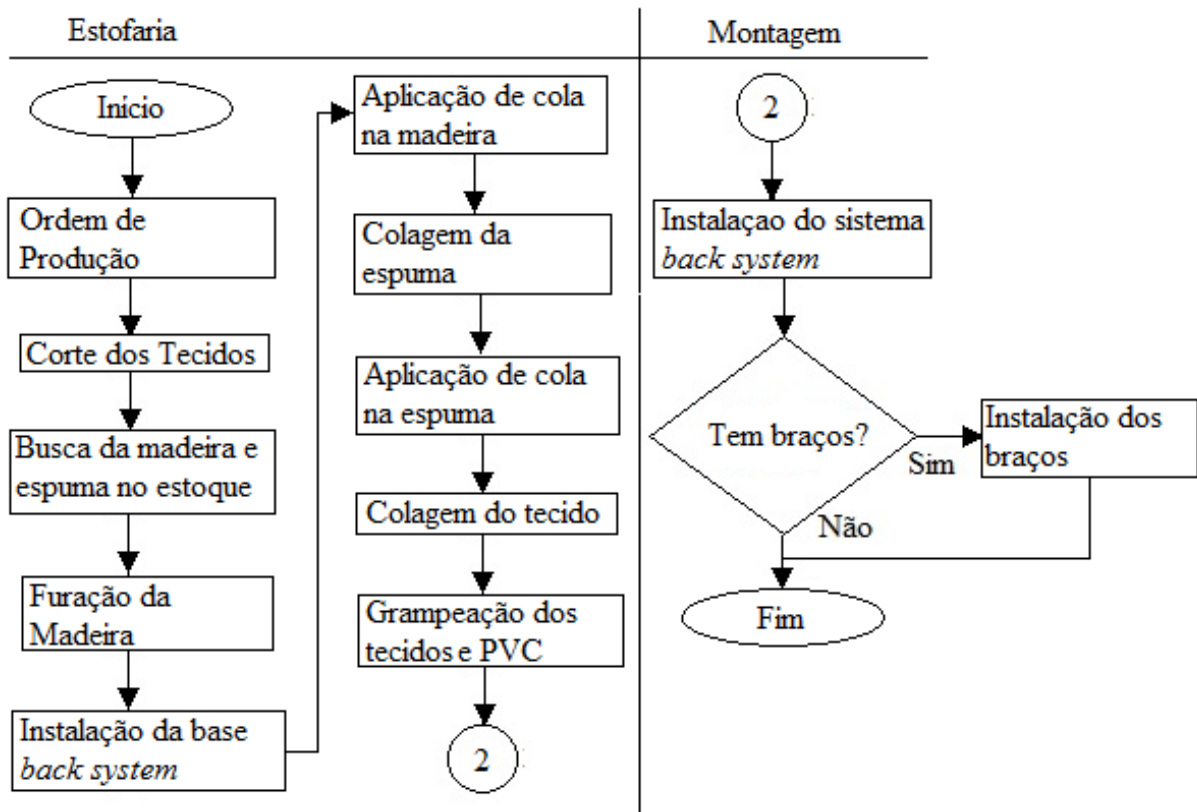 Estofaria
Inicio
Ordem de
Produção
Corte dos Tecidos
Busca da madeira e
espuma no estoque
Furação da
Madeira
Instalação da base
back system
Aplicação de cola
na madeira
Colagem da
espuma
Aplicação de cola
na espuma
Colagem do tecido
Grampeação dos
tecidos e PVC
2
Montagem
2
Instalaçao do sistema
back system
Tem braços?
Sim
Não
Instalação dos
braços
Fim